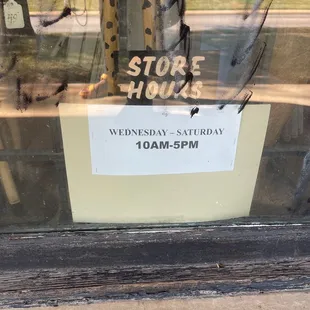 STORE
HOURS
WEDNESDAY – SATURDAY
10AM-5PM